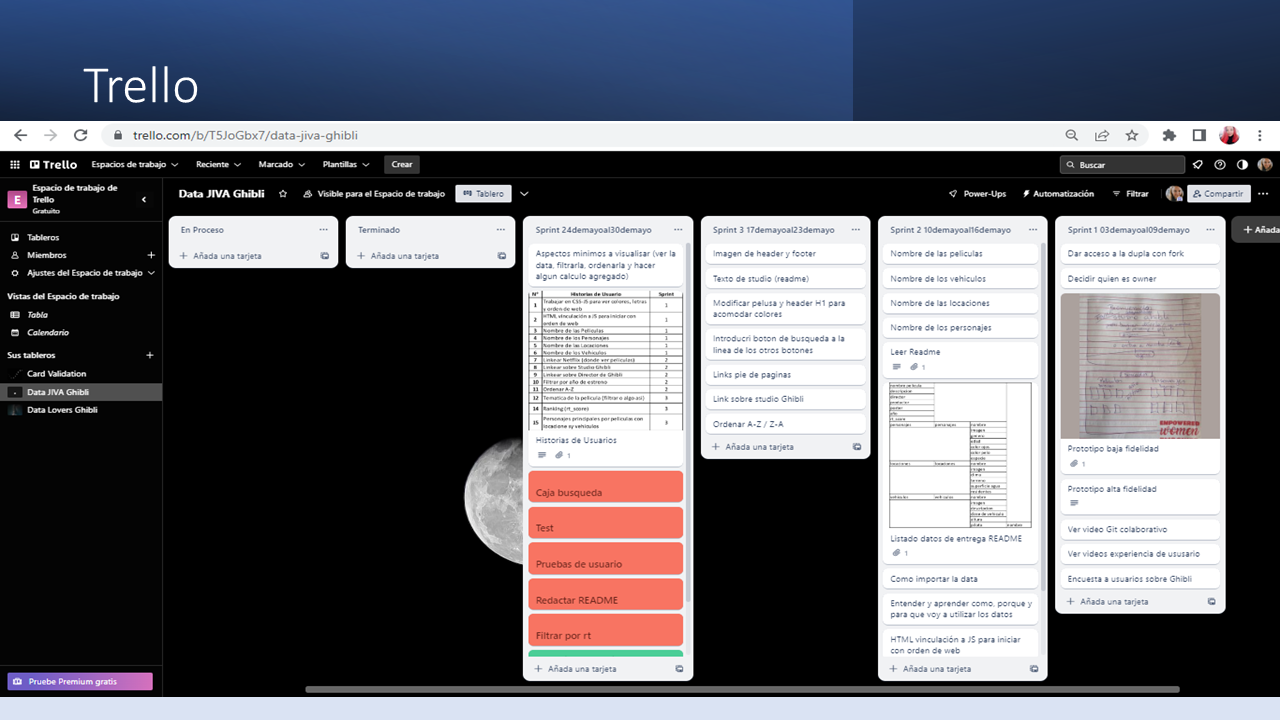 Trello
trello.com/b/T5JoGbx7/data-jiva-ghibli
Trello
Espacios de trabajo
Reciente
Marcado
Plantillas
Crear
Buscar
E
Espacio de trabajo de
Trello
Gratuito
Data JIVA Ghibli
Visible para el Espacio de trabajo
Tablero
Power-Ups
Automatización
Filtrar
Compartir
Tableros
Miembros
Ajustes del Espacio de trabajo
Vistas del Espacio de trabajo
Tabla
Calendario
Sus tableros
Card Validation
Data JIVA Ghibli
Data Lovers Ghibli
Pruebe Premium gratis
En Proceso
Añada una tarjeta
Terminado
Añada una tarjeta
Sprint 24demayoal30demayo
Aspectos minimos a visualisar (ver la
data, filtrarla, ordenarla y hacer
algun calculo agregado)
N° Historias de Usuario Sprint
1 Trabajar en CSS-JS para ver colores, letras
y orden de web 1
2 HTML vinculación a JS para iniciar con
orden de web 1
3 Nombre de las Peliculas 1
4 Nombre de los Personajes 1
5 Nombre de las Locaciones 1
6 Nombre de los Vehiculos 1
7 Linkear Netflix (donde ver peliculas) 2
8 Linkear sobre Studio Ghibli 2
9 Linkear sobre Director de Ghibli 2
10 Filtrar por año de estreno 2
11 Ordenar A-Z 2
12 Tematica de la pelicula (filtrar o algo asi) 3
14 Ranking (rt_score) 3
15 Personajes principales por peliculas con
locacione sy vehiculos 3
Historias de Usuarios
1
Caja busqueda
Test
Pruebas de usuario
Redactar README
Filtrar por rt
Añada una tarjeta
Sprint 3 17demayoal23demayo
Imagen de header y footer
Texto de studio (readme)
Modificar pelusa y header H1 para
acomodar colores
Introducri boton de busqueda a la
linea de los otros botones
Links pie de paginas
Link sobre studio Ghibli
Ordenar A-Z / Z-A
Añada una tarjeta
Sprint 2 10demayoal16demayo
Nombre de las peliculas
Nombre de los vehiculos
Nombre de las locaciones
Nombre de los personajes
Leer Readme
1
Listado datos de entrega README
1
Como importar la data
Entender y aprender como, porque y
para que voy a utilizar los datos
HTML vinculación a JS para iniciar
con orden de web
Añada una tarjeta
Sprint 1 03demayoal09demayo
Dar acceso a la dupla con fork
Decidir quien es owner
EMPOWERED
women
Prototipo baja fidelidad
1
Prototipo alta fidelidad
Ver video Git colaborativo
Ver videos experiencia de ususario
Encuesta a usuarios sobre Ghibli
Añada una tarjeta
Añada